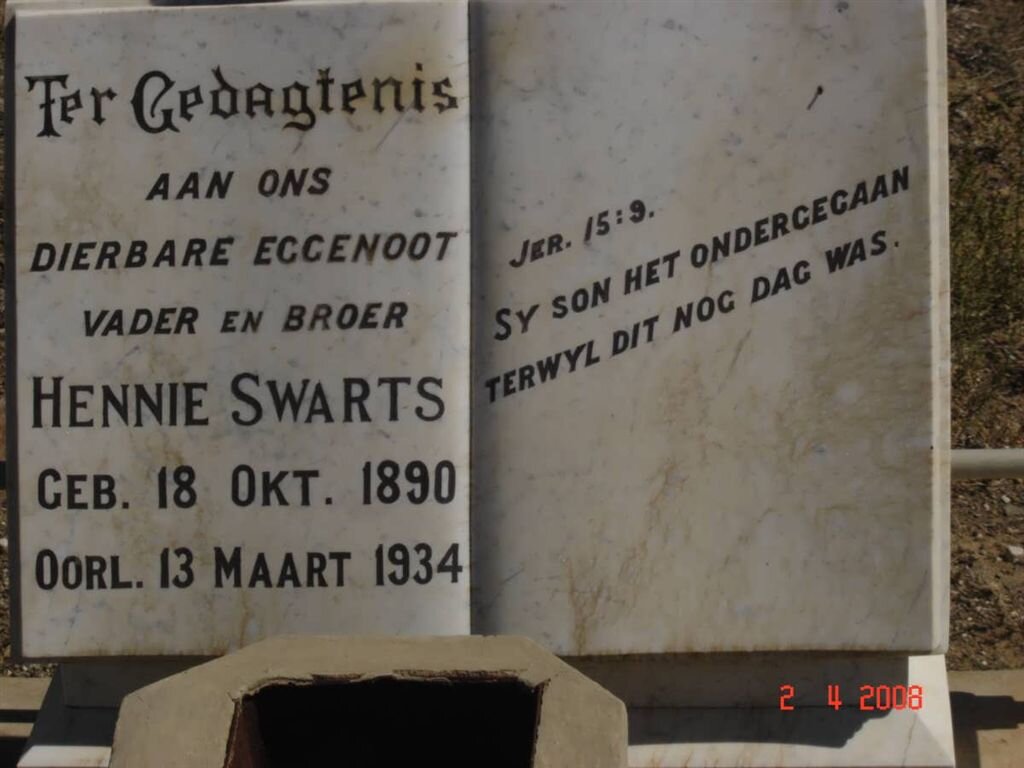 Ter Gedagtenis
AAN ONS
DIERBARE EGGENOOT
VADER EN BROER
HENNIE SWARTS
GEB. 18 OKT. 1890
OORL. 13 MAART 1934
JER. 15:9.
SY SON HET ONDERGEGAAN
TERWYL DIT NOG DAG WAS.
2 4 2008